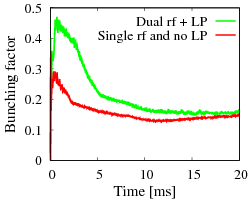 0.5
Dual rf + LP
0.4
Single rf and no LP
0.3
0.2
0.1
0
0 5 10 15 20
Bunching factor
Time [ms]